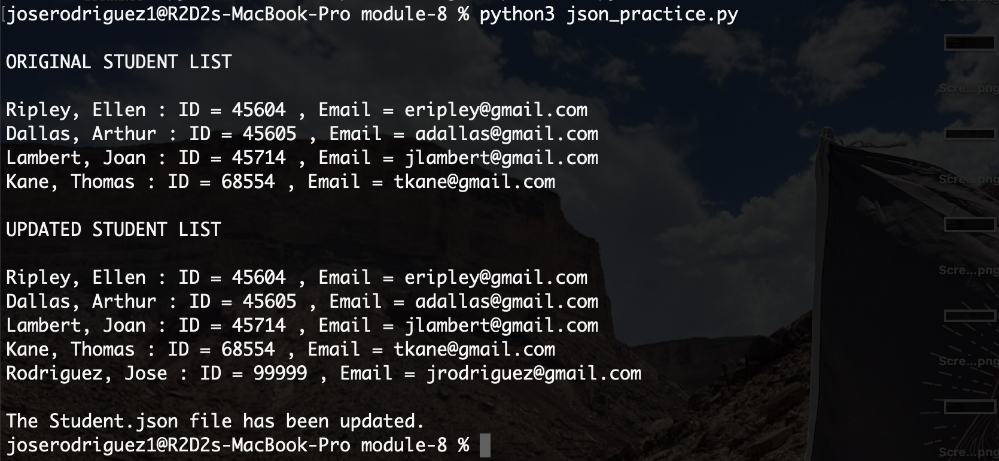 joserodriguez1@R2D2s-MacBook-Pro module-8 % python3 json_practice.py
ORIGINAL STUDENT LIST
Ripley, Ellen : ID = 45604 , Email = eripley@gmail.com
Dallas, Arthur : ID = 45605 , Email = adallas@gmail.com
Lambert, Joan : ID = 45714 , Email = jlambert@gmail.com
Kane, Thomas : ID = 68554 , Email = tkane@gmail.com
UPDATED STUDENT LIST
Ripley, Ellen : ID = 45604 , Email = eripley@gmail.com
Dallas, Arthur : ID = 45605 , Email = adallas@gmail.com
Lambert, Joan : ID = 45714 , Email = jlambert@gmail.com
Kane, Thomas : ID = 68554 , Email = tkane@gmail.com
Rodriguez, Jose : ID = 99999 , Email = jrodriguez@gmail.com
The Student.json file has been updated.
joserodriguez1@R2D2s-MacBook-Pro module-8 %
Scre...png
Scre...png
Scre...png
Scre...png
Scre...png